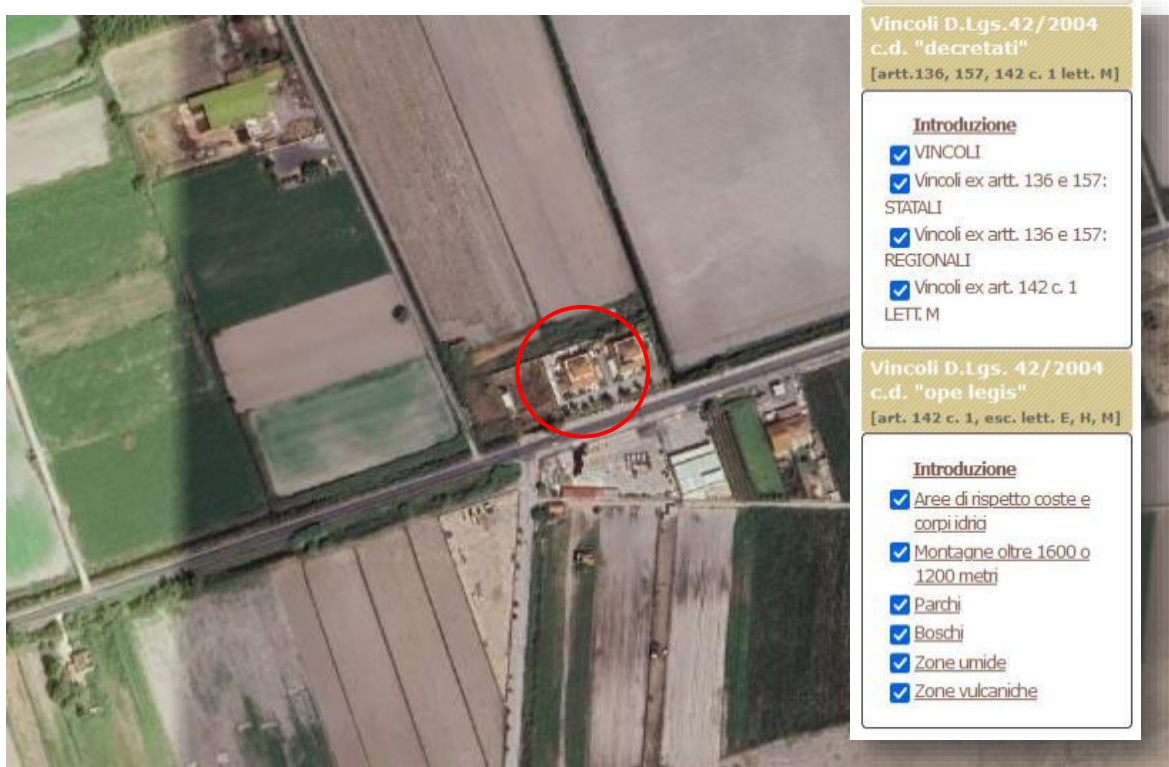 Vincoli D.Lgs.42/2004
c.d. "decretati"
[artt.136, 157, 142 c. 1 lett. M]
Introduzione
VINCOLI
Vincoli ex artt. 136 e 157:
STATALI
Vincoli ex artt. 136 e 157:
REGIONALI
Vincoli ex art. 142 c. 1
LETT. M
Vincoli D.Lgs. 42/2004
c.d. "ope legis"
[art. 142 c. 1, esc. lett. E, H, M]
Introduzione
Aree di rispetto coste e
corpi idrici
Montagne oltre 1600 o
1200 metri
Parchi
Boschi
Zone umide
Zone vulcaniche